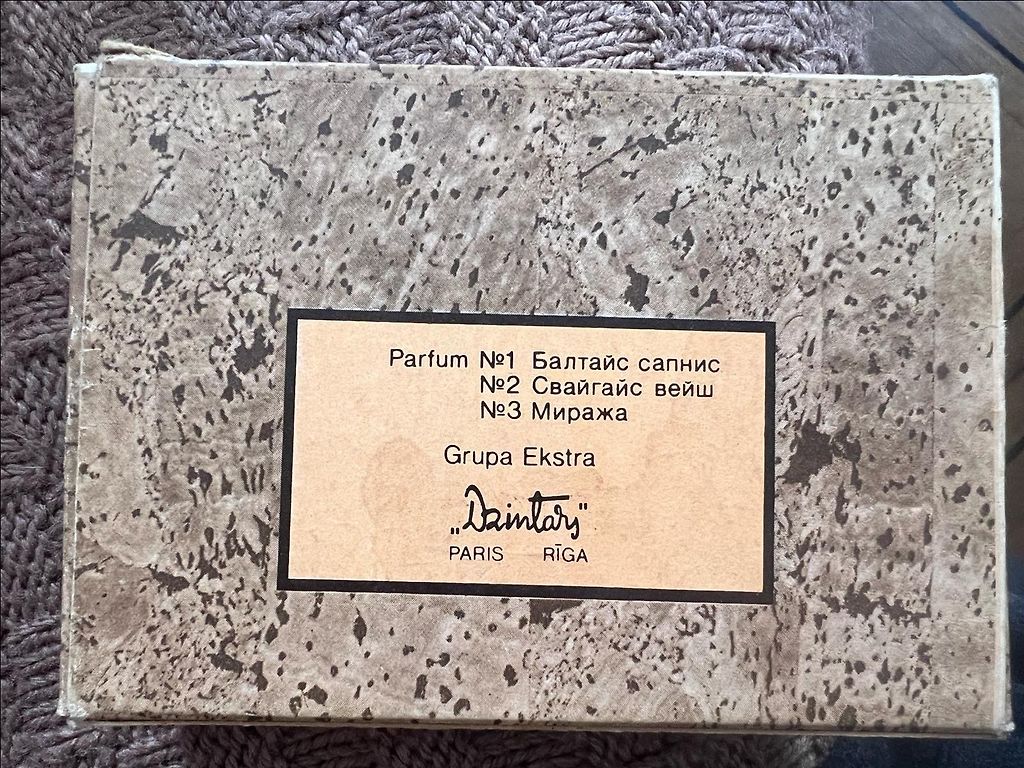 Parfum №1 Балтайс сапнис
№2 Свайгайс вейш
№3 Миража
Grupa Ekstra
„Dzintars"
PARIS RĪGA